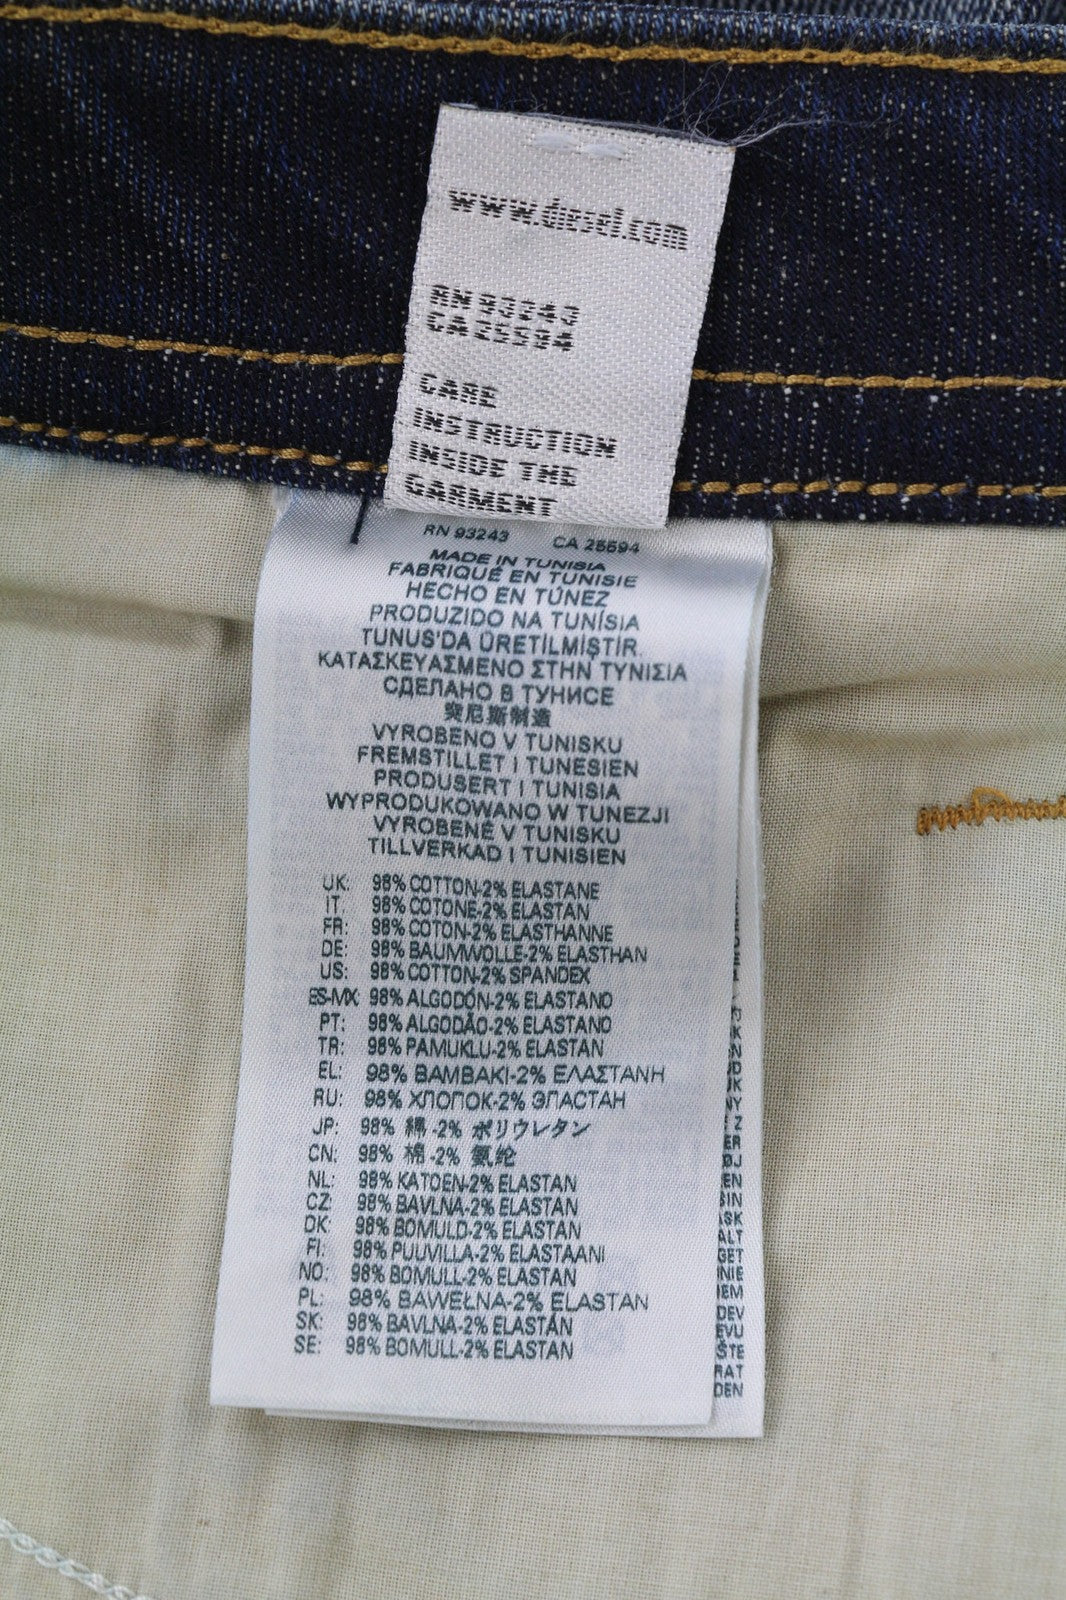 www.diesel.com
RN 93243
CA 25594
CARE
INSTRUCTION
INSIDE THE
GARMENT
RN 93243 CA 25594
MADE IN TUNISIA
FABRIQUÉ EN TUNISIE
HECHO EN TÚNEZ
PRODUZIDO NA TUNÍSIA
TUNUS'DA ÜRETİLMİŞTİR.
ΚΑΤΑΣΚΕΥΑΣΜΕΝΟ ΣΤΗΝ ΤΥΝΙΣΙΑ
СДЕЛАНО В ТУНИСЕ
突尼斯制造
VYROBENO V TUNISKU
FREMSTILLET I TUNESIEN
PRODUSERT I TUNISIA
WYPRODUKOWANO W TUNEZJI
VYROBENÉ V TUNISKU
TILLVERKAD I TUNISIEN
UK: 98% COTTON-2% ELASTANE
IT. 98% COTONE-2% ELASTAN
FR: 98% COTON-2% ELASTHANNE
DE: 98% BAUMWOLLE-2% ELASTHAN
US: 98% COTTON-2% SPANDEX
ES-MX: 98% ALGODÓN-2% ELASTANO
PT: 98% ALGODÃO-2% ELASTANO
TR: 98% PAMUKLU-2% ELASTAN
EL: 98% ΒΑΜΒΑΚΙ-2% ΕΛΑΣΤΑΝΗ
RU: 98% ХЛОПОК-2% ЭЛАСТАН
JP: 98% 綿 -2% ポリウレタン
CN: 98% 棉 -2% 氨纶
NL: 98% KATOEN-2% ELASTAN
CZ: 98% BAVLNA-2% ELASTAN
DK: 98% BOMULD-2% ELASTAN
FI: 98% PUUVILLA-2% ELASTAANI
NO: 98% BOMULL-2% ELASTAN
PL: 98% BAWEŁNA-2% ELASTAN
SK: 98% BAVLNA-2% ELASTÁN
SE: 98% BOMULL-2% ELASTAN